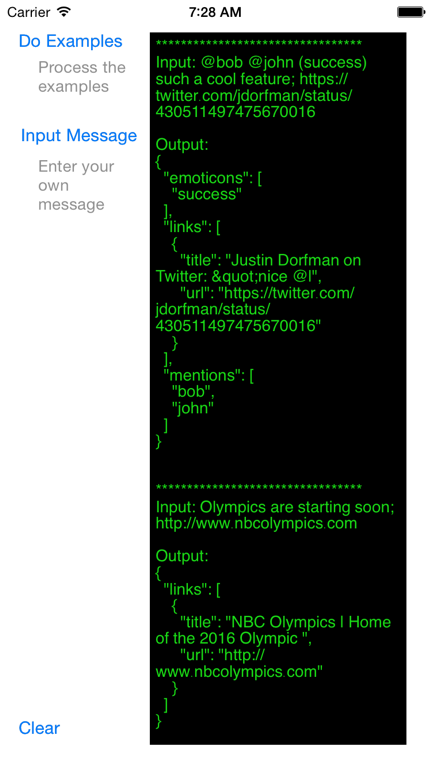 Carrier 7:28 AM
Do Examples
Process the
examples
Input Message
Enter your
own
message
Clear
*********************************
Input: @bob @john (success)
such a cool feature; https://
twitter.com/jdorfman/status/
430511497475670016
Output:
{
"emoticons": [
"success"
],
"links": [
{
"title": "Justin Dorfman on
Twitter: &quot;nice @l",
"url": "https://twitter.com/
jdorfman/status/
430511497475670016"
}
],
"mentions": [
"bob",
"john"
]
}
*********************************
Input: Olympics are starting soon;
http://www.nbcolympics.com
Output:
{
"links": [
{
"title": "NBC Olympics | Home
of the 2016 Olympic ",
"url": "http://
www.nbcolympics.com"
}
]
}